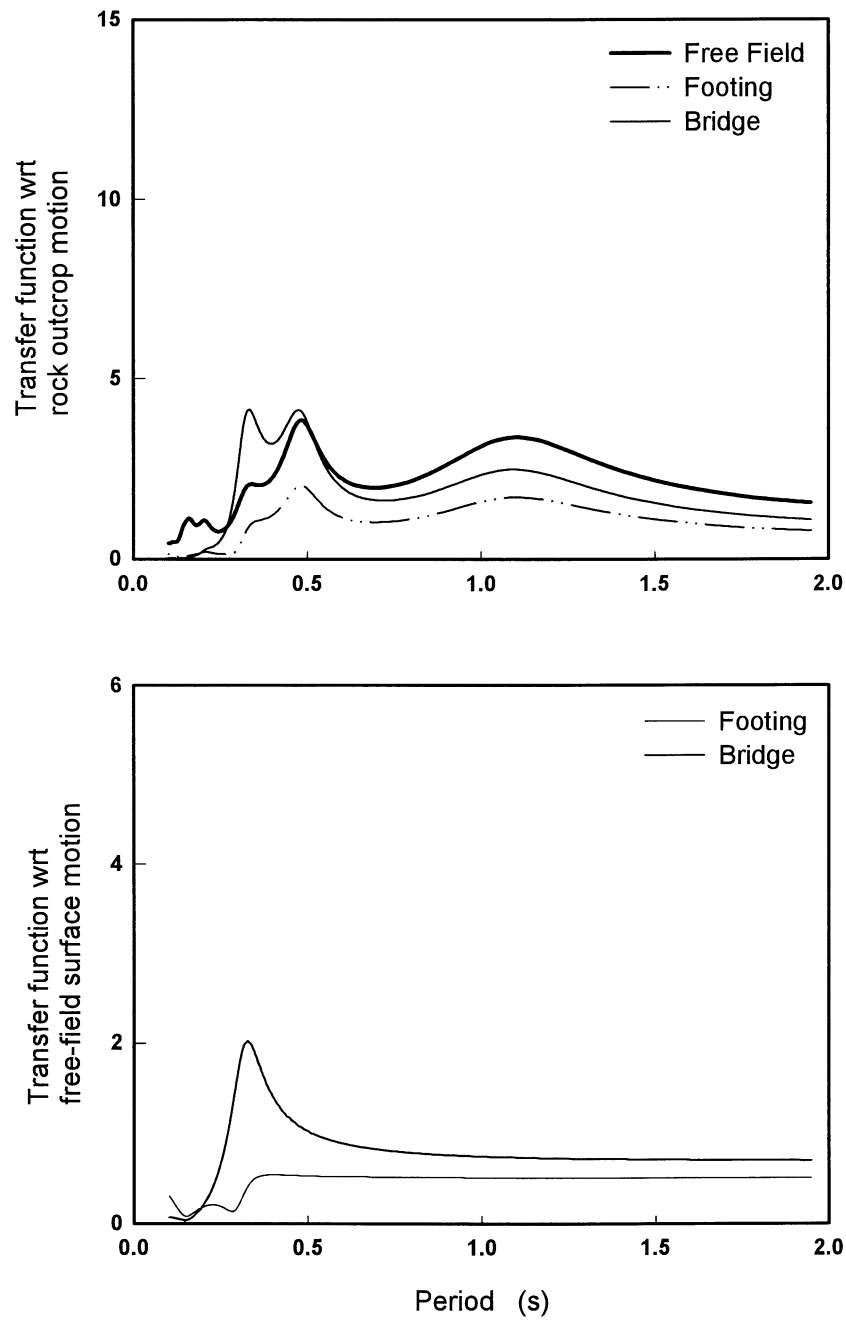 15
10
5
0
Transfer function wrt
rock outcrop motion
Free Field
Footing
Bridge
0.0 0.5 1.0 1.5 2.0
6
4
2
0
Transfer function wrt
free-field surface motion
Footing
Bridge
0.0 0.5 1.0 1.5 2.0
Period (s)